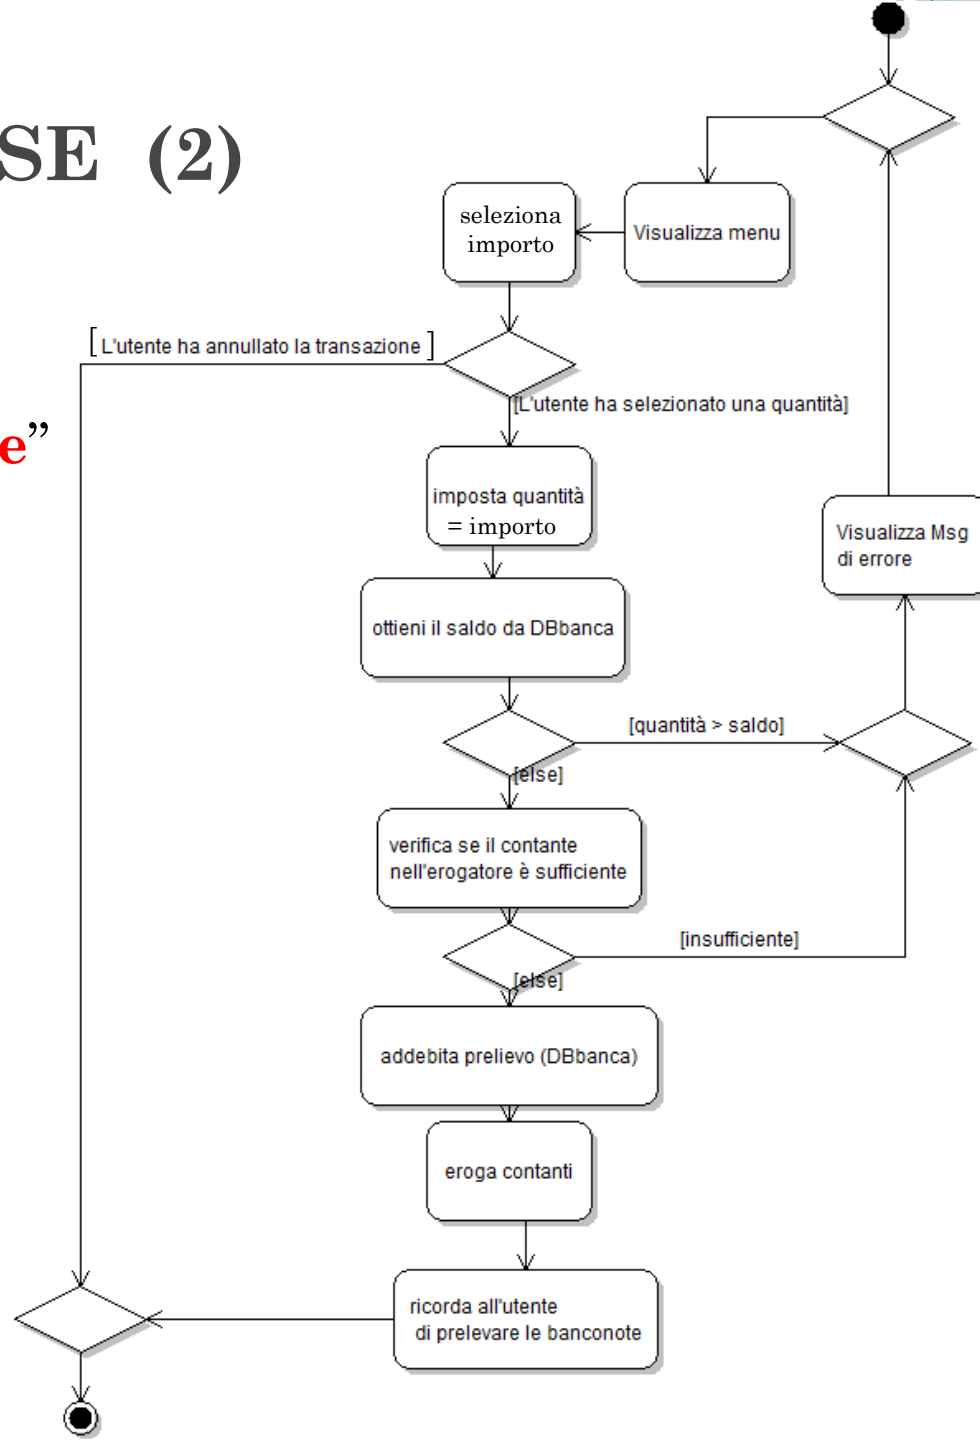 SE (2)
seleziona
importo
Visualizza menu
[ L'utente ha annullato la transazione ]
[L'utente ha selezionato una quantità]
e”
imposta quantità
= importo
Visualizza Msg
di errore
ottieni il saldo da DBbanca
[quantità > saldo]
[else]
verifica se il contante
nell'erogatore è sufficiente
[insufficiente]
[else]
addebita prelievo (DBbanca)
eroga contanti
ricorda all'utente
di prelevare le banconote